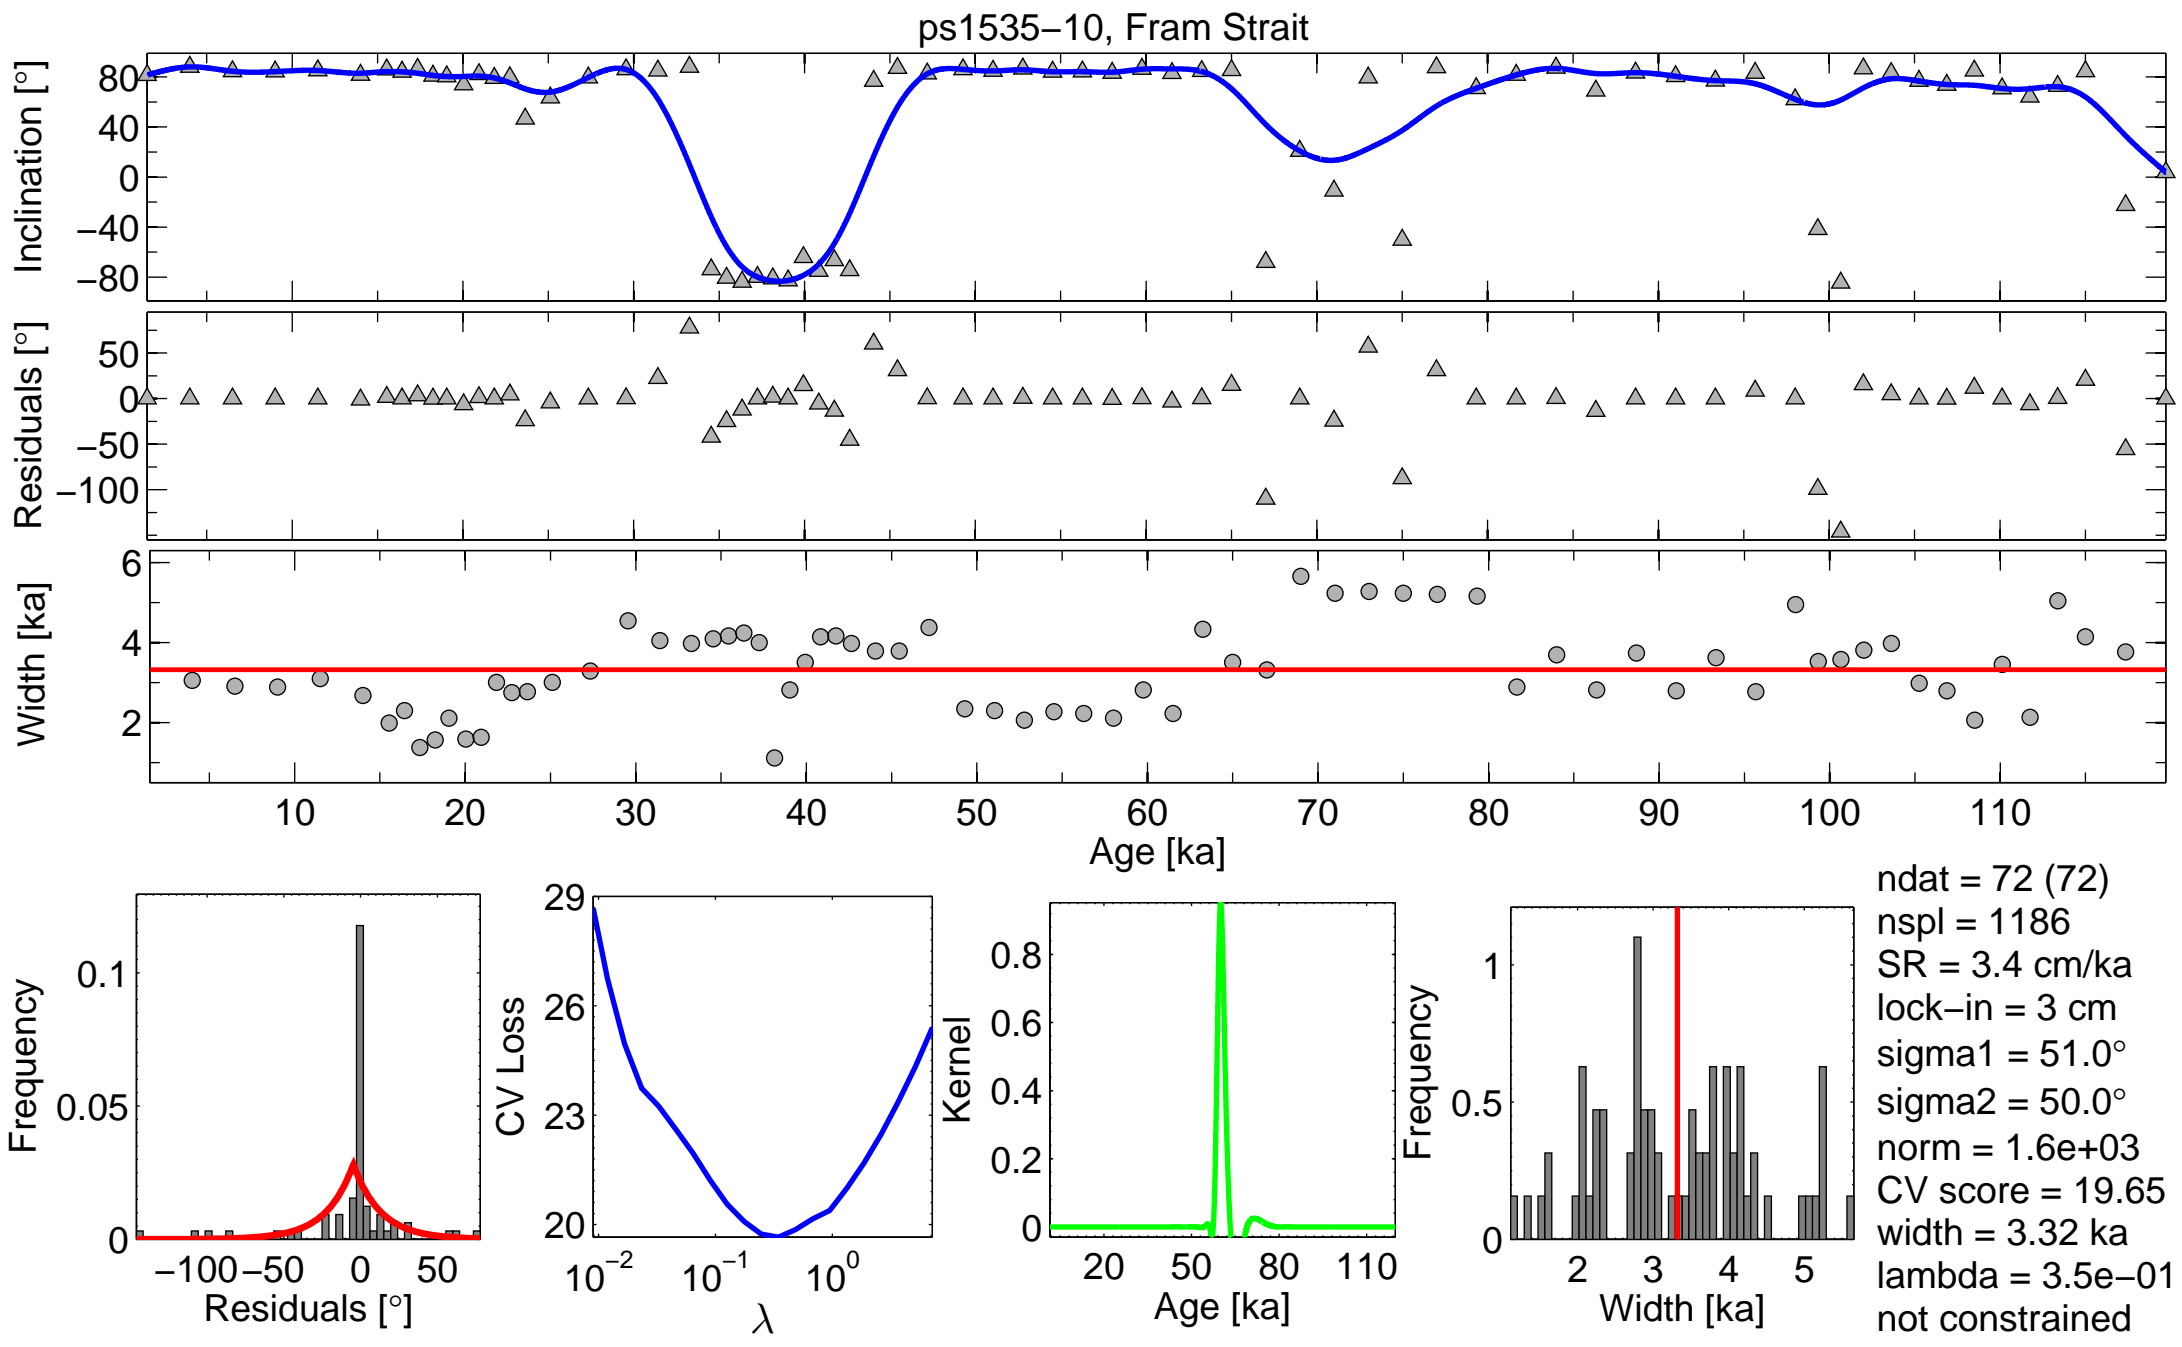 ps1535−10, Fram Strait
Inclination [°]
80
40
0
−40
−80
Residuals [°]
50
0
−50
−100
Width [ka]
6
4
2
10 20 30 40 50 60 70 80 90 100 110
Age [ka]
Frequency
0.1
0.05
0
−100 −50 0 50
Residuals [°]
CV Loss
29
26
23
20
10−2 10−1 100
λ
Kernel
0.8
0.6
0.4
0.2
0
20 50 80 110
Age [ka]
Frequency
1
0.5
0
2 3 4 5
Width [ka]
ndat = 72 (72)
nspl = 1186
SR = 3.4 cm/ka
lock−in = 3 cm
sigma1 = 51.0°
sigma2 = 50.0°
norm = 1.6e+03
CV score = 19.65
width = 3.32 ka
lambda = 3.5e−01
not constrained